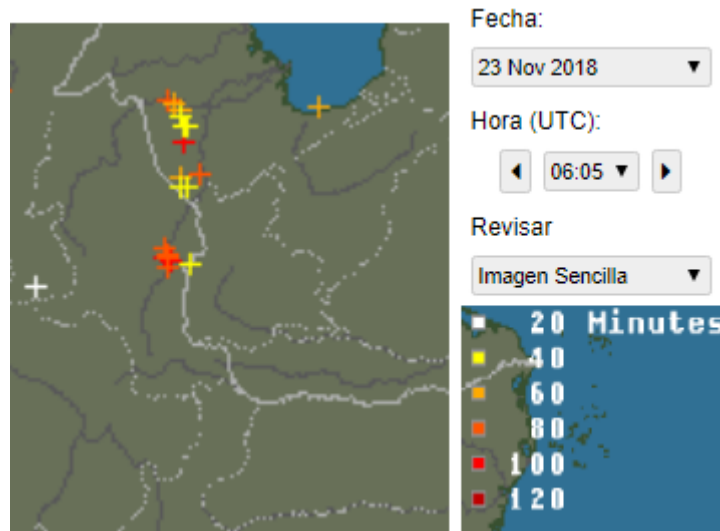 Fecha:
23 Nov 2018
Hora (UTC):
06:05
Revisar
Imagen Sencilla
20 Minutes
40
60
80
100
120